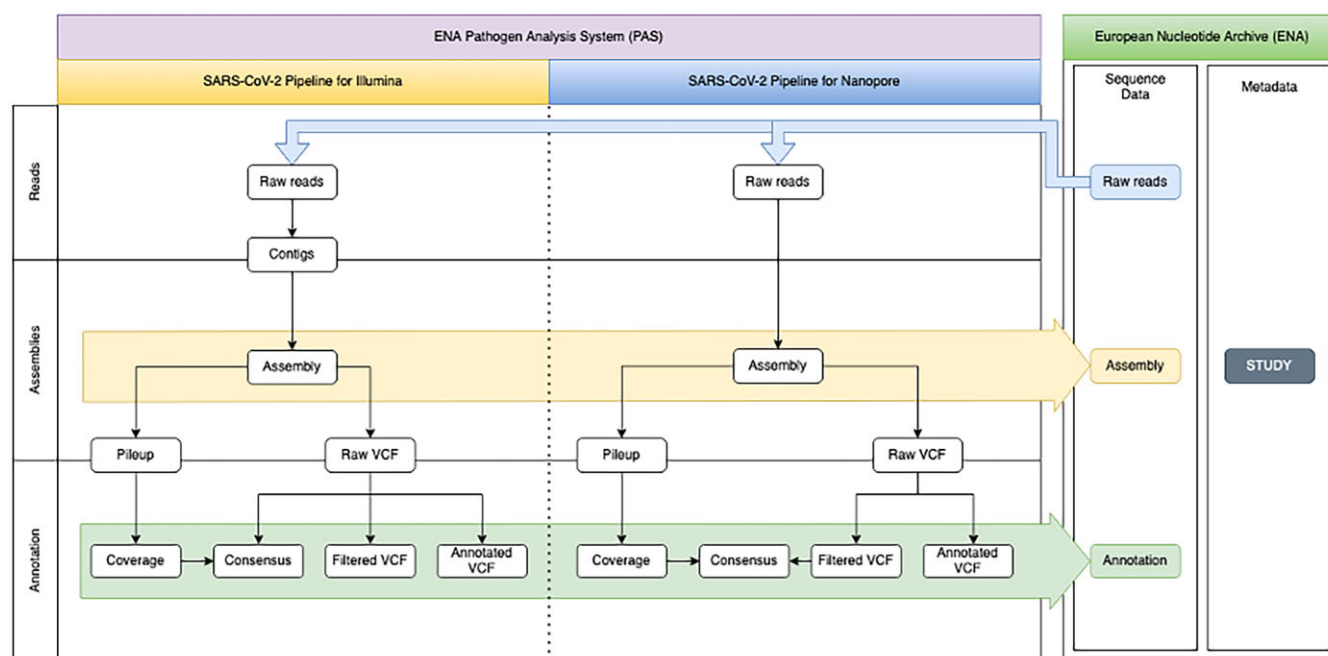 ENA Pathogen Analysis System (PAS)
European Nucleotide Archive (ENA)
SARS-CoV-2 Pipeline for Illumina
SARS-CoV-2 Pipeline for Nanopore
Sequence
Data
Metadata
Reads
Raw reads
Raw reads
Raw reads
Contigs
Assemblies
Assembly
Assembly
Assembly
STUDY
Pileup
Raw VCF
Pileup
Raw VCF
Annotation
Coverage
Consensus
Filtered VCF
Annotated
VCF
Coverage
Consensus
Filtered VCF
Annotated
VCF
Annotation